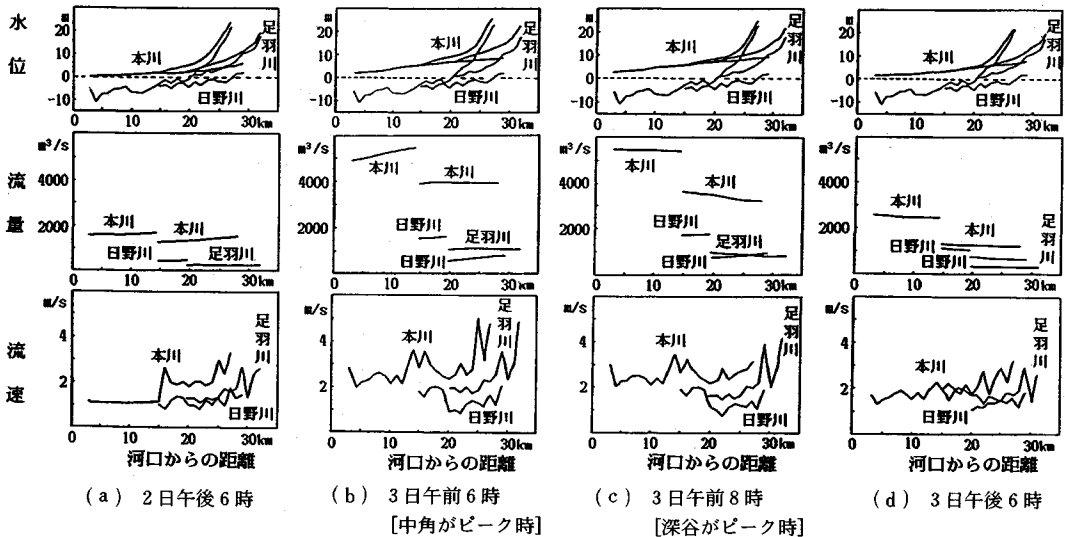 水位
m
20
10
0
-10
本川
足羽川
日野川
10
20
30km
m
20
10
0
-10
本川
足羽川
日野川
10
20
30km
m
20
10
0
-10
本川
足羽川
日野川
10
20
30km
m
20
10
0
-10
本川
足羽川
日野川
10
20
30km
流量
m³/s
4000
2000
本川
本川
日野川
足羽川
m³/s
4000
2000
本川
本川
日野川
足羽川
日野川
m³/s
4000
2000
本川
本川
日野川
足羽川
日野川
m³/s
4000
2000
本川
本川
日野川
日野川
足羽川
流速
m/s
4
2
本川
足羽川
日野川
0
10
20
30km
河口からの距離
m/s
4
2
本川
足羽川
日野川
0
10
20
30km
河口からの距離
m/s
4
2
本川
足羽川
日野川
0
10
20
30km
河口からの距離
m/s
4
2
本川
足羽川
日野川
0
10
20
30km
河口からの距離
(a) 2日午後6時
(b) 3日午前6時
[中角がピーク時]
(c) 3日午前8時
[深谷がピーク時]
(d) 3日午後6時